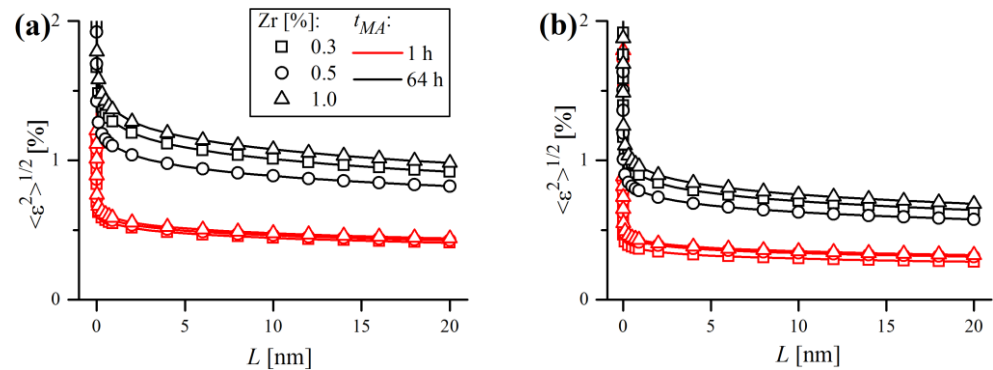 (a)
Zr [%]: t_MA:
0.3 1 h
0.5 64 h
1.0
2
1
0
<ε²>^1/2 [%]
0 5 10 15 20
L [nm]
(b)
2
1
0
<ε²>^1/2 [%]
0 5 10 15 20
L [nm]